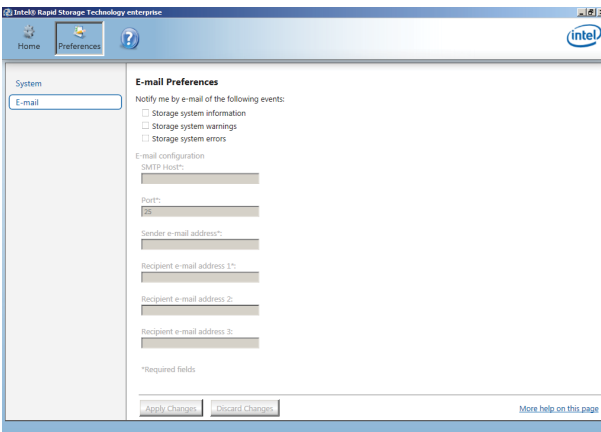 Intel® Rapid Storage Technology enterprise
Home
Preferences
?
intel
System
E-mail
E-mail Preferences
Notify me by e-mail of the following events:
Storage system information
Storage system warnings
Storage system errors
E-mail configuration
SMTP Host*:
Port*:
25
Sender e-mail address*:
Recipient e-mail address 1*:
Recipient e-mail address 2:
Recipient e-mail address 3:
*Required fields
Apply Changes
Discard Changes
More help on this page